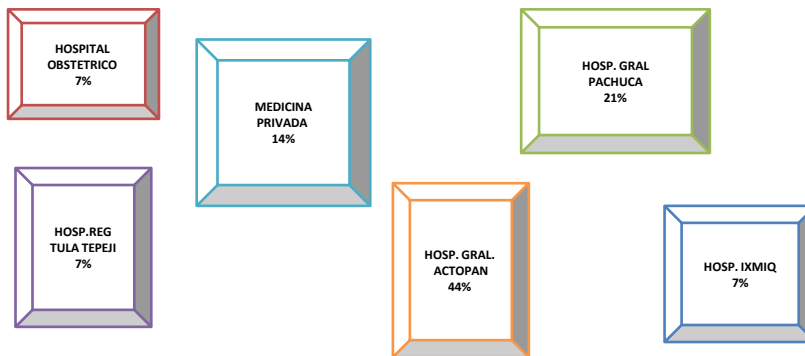 HOSPITAL
OBSTETRICO
7%
MEDICINA
PRIVADA
14%
HOSP. GRAL
PACHUCA
21%
HOSP.REG
TULA TEPEJI
7%
HOSP. GRAL.
ACTOPAN
44%
HOSP. IXMIQ
7%